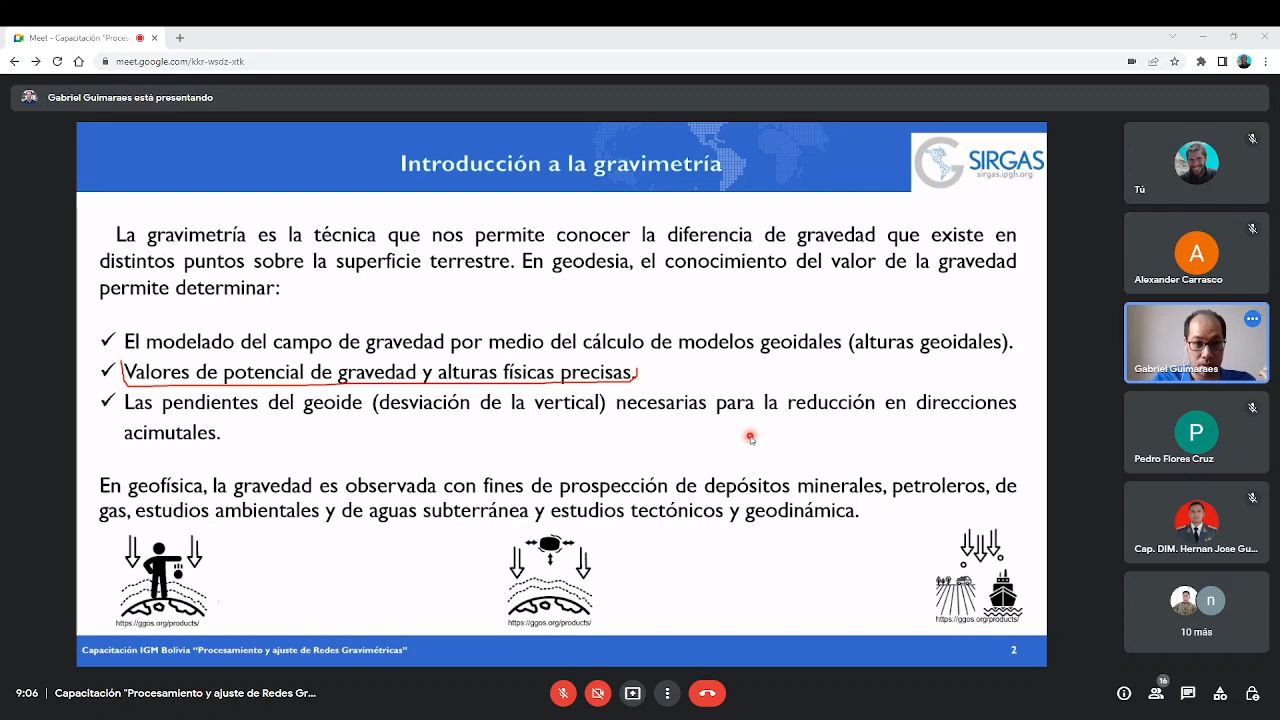 Meet - Capacitación "Proces
meet.google.com/kkr-wsdz-xtk
Gabriel Guimaraes está presentando
Introducción a la gravimetría
SIRGAS
sirgas.ipgh.org
La gravimetría es la técnica que nos permite conocer la diferencia de gravedad que existe en
distintos puntos sobre la superficie terrestre. En geodesia, el conocimiento del valor de la gravedad
permite determinar:
✓ El modelado del campo de gravedad por medio del cálculo de modelos geoidales (alturas geoidales).
✓ Valores de potencial de gravedad y alturas físicas precisas.
✓ Las pendientes del geoide (desviación de la vertical) necesarias para la reducción en direcciones
acimutales.
En geofísica, la gravedad es observada con fines de prospección de depósitos minerales, petroleros, de
gas, estudios ambientales y de aguas subterránea y estudios tectónicos y geodinámica.
https://ggos.org/products/
https://ggos.org/products/
https://ggos.org/products/
Capacitación IGM Bolivia “Procesamiento y ajuste de Redes Gravimétricas”
2
Tú
A
Alexander Carrasco
Gabriel Guimaraes
P
Pedro Flores Cruz
Cap. DIM. Hernan Jose Gu...
n
10 más
9:06 | Capacitación "Procesamiento y ajuste de Redes Gr...
16